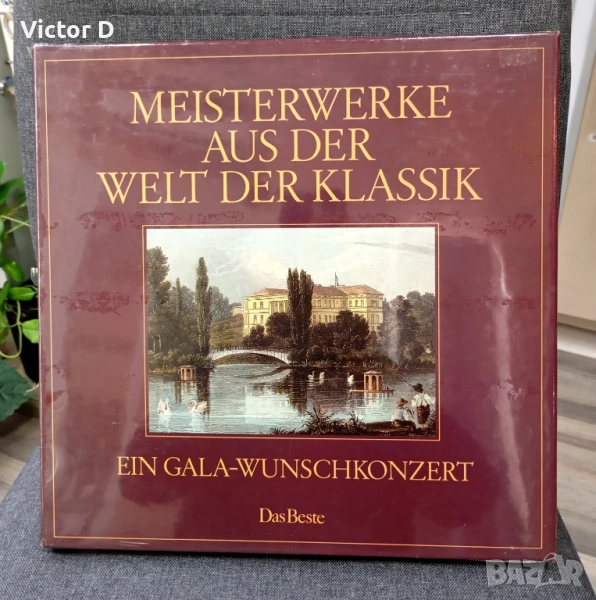 Victor D
MEISTERWERKE
AUS DER
WELT DER KLASSIK
EIN GALA-WUNSCHKONZERT
Das Beste
BAZAR